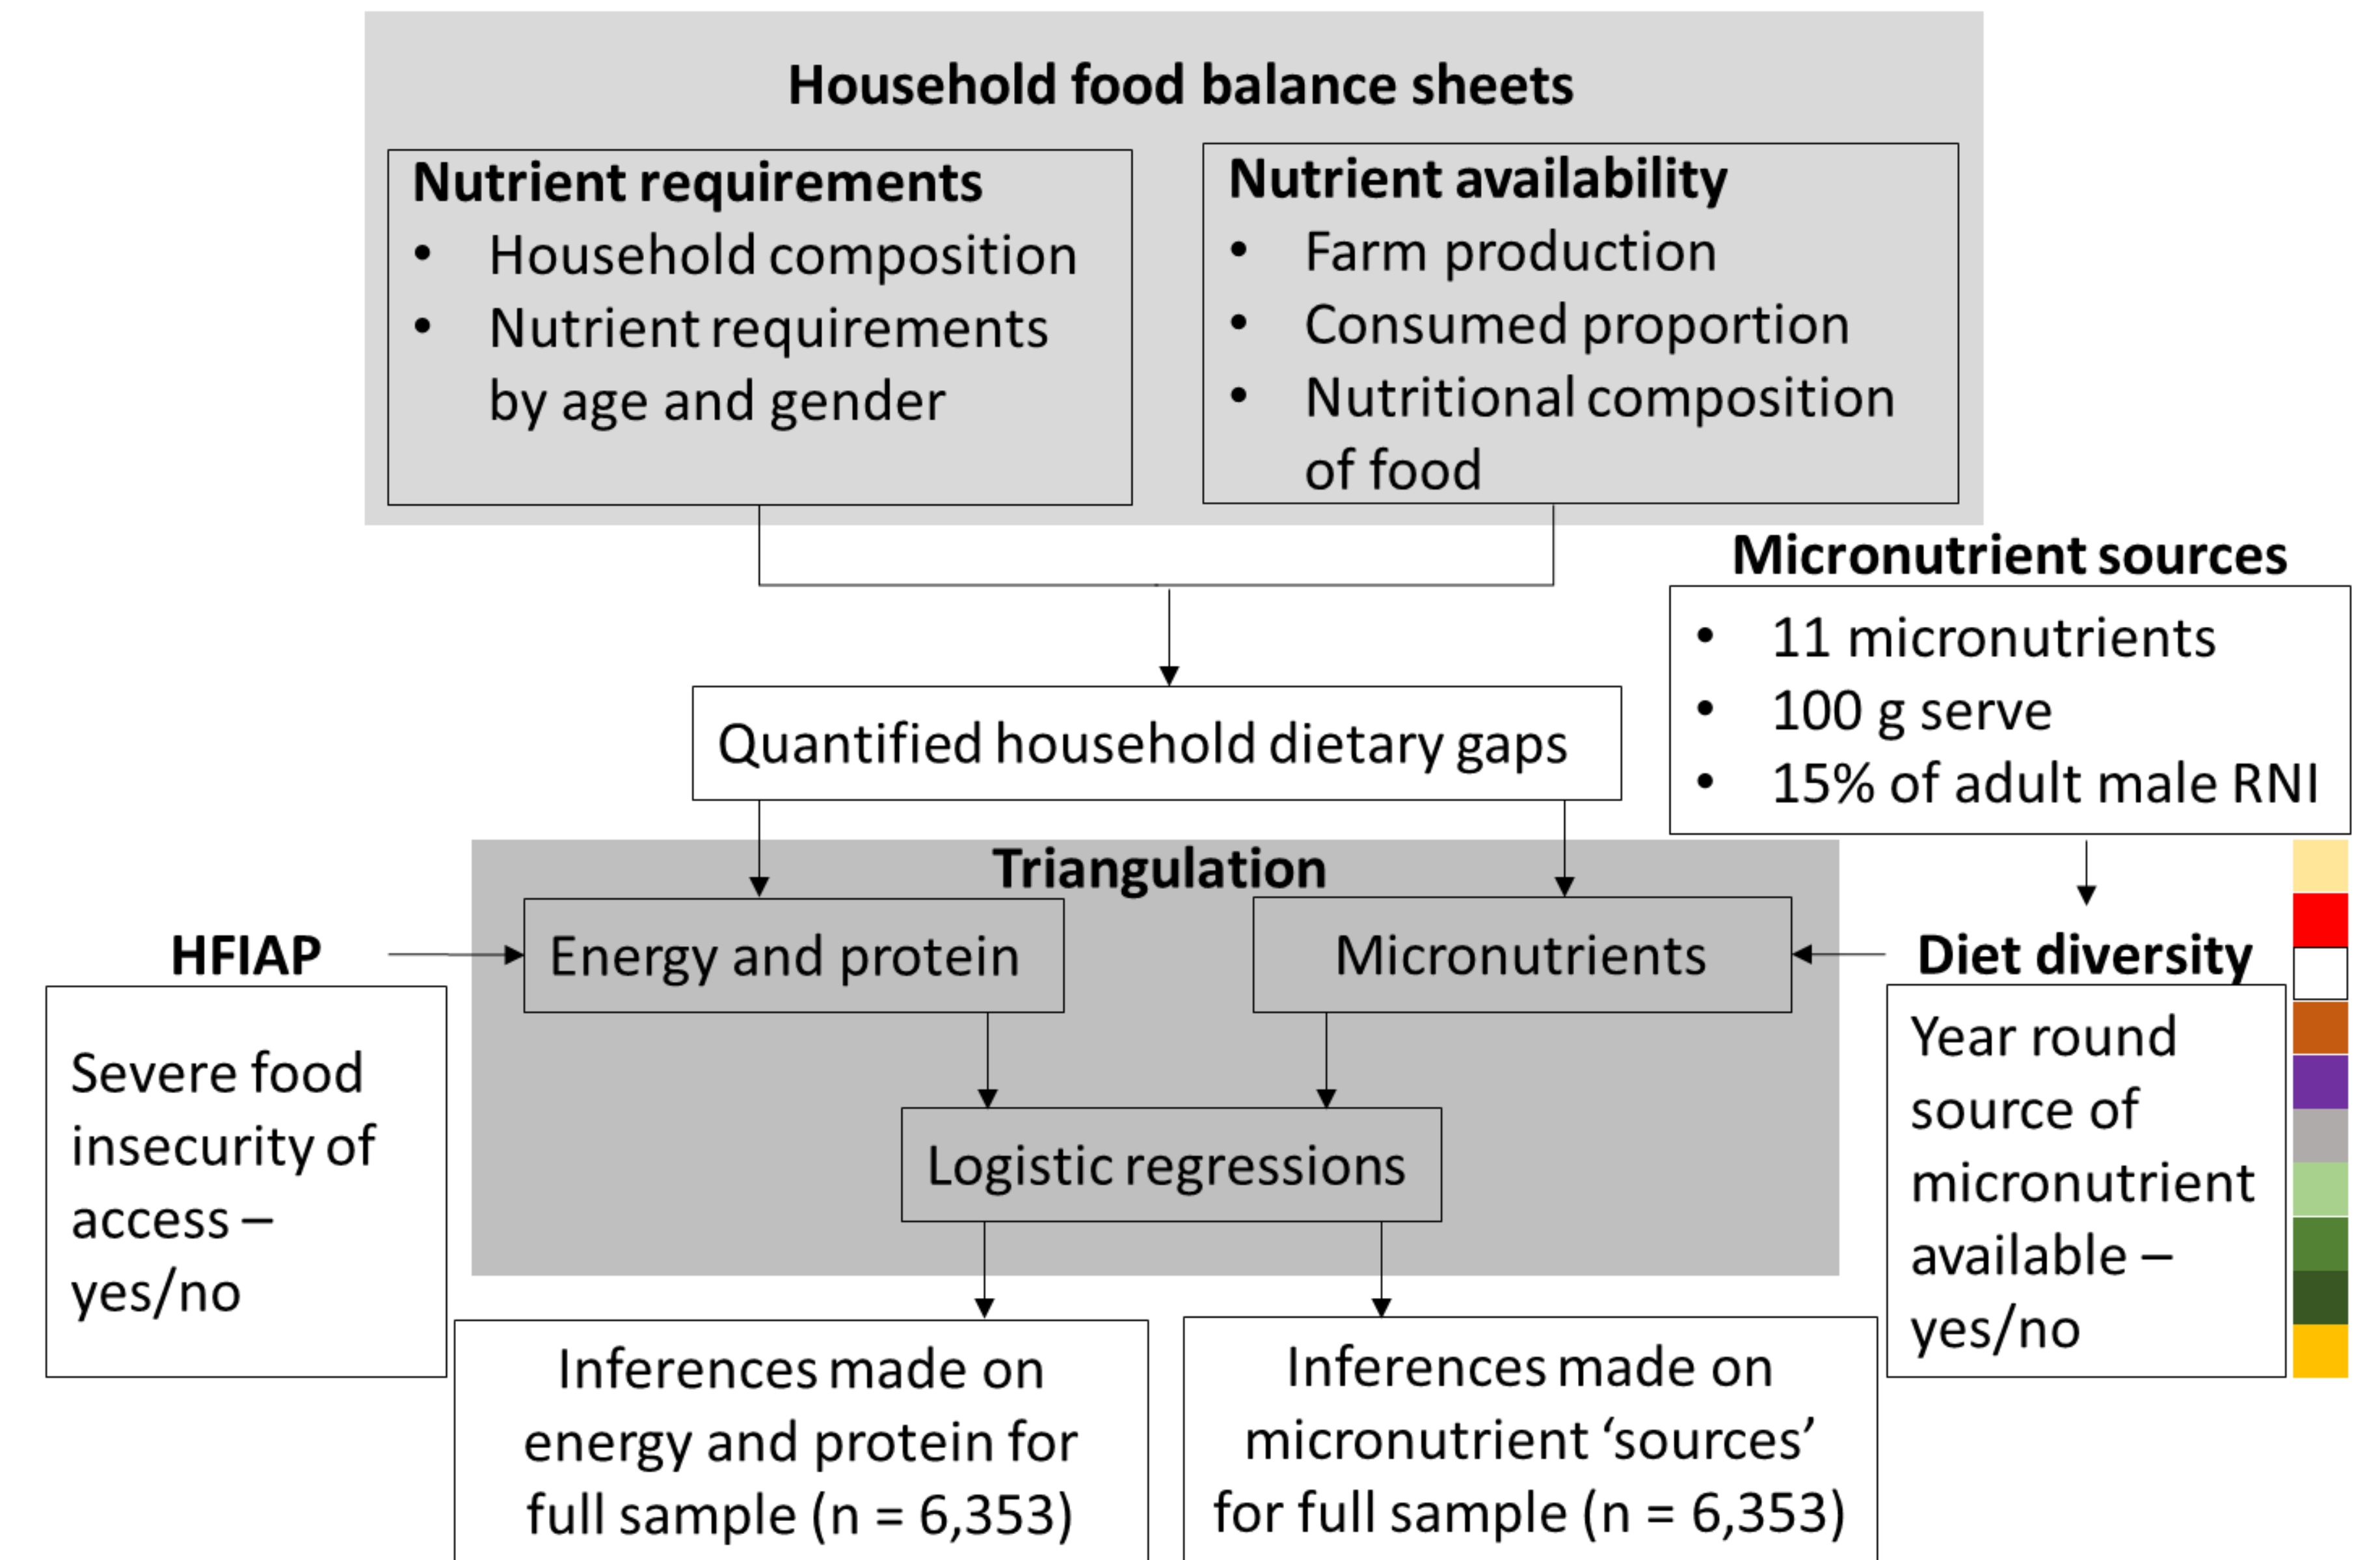 Household food balance sheets
Nutrient requirements
• Household composition
• Nutrient requirements
by age and gender
Nutrient availability
• Farm production
• Consumed proportion
• Nutritional composition
of food
Micronutrient sources
• 11 micronutrients
• 100 g serve
• 15% of adult male RNI
Quantified household dietary gaps
Triangulation
HFIAP
Energy and protein
Micronutrients
Diet diversity
Severe food
insecurity of
access –
yes/no
Year round
source of
micronutrient
available –
yes/no
Logistic regressions
Inferences made on
energy and protein for
full sample (n = 6,353)
Inferences made on
micronutrient ‘sources’
for full sample (n = 6,353)